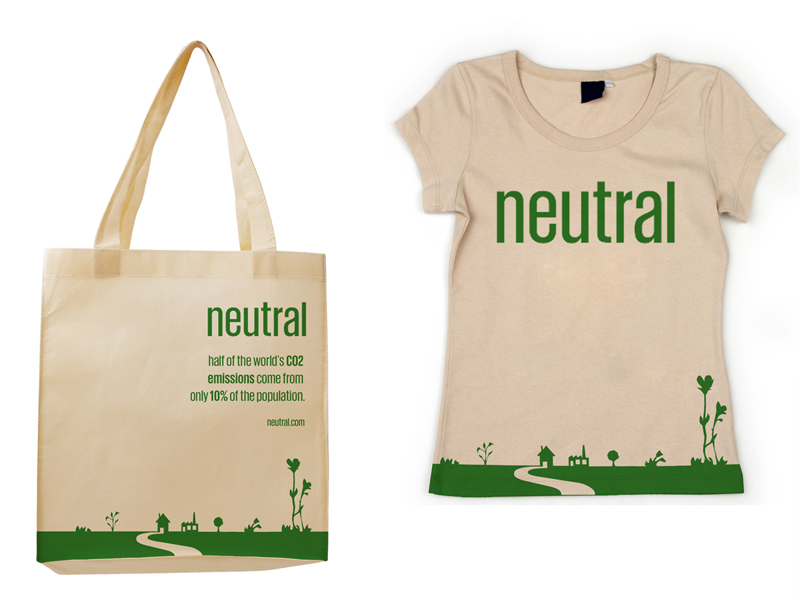 neutral
half of the world's CO2
emissions come from
only 10% of the population.
neutral.com
neutral